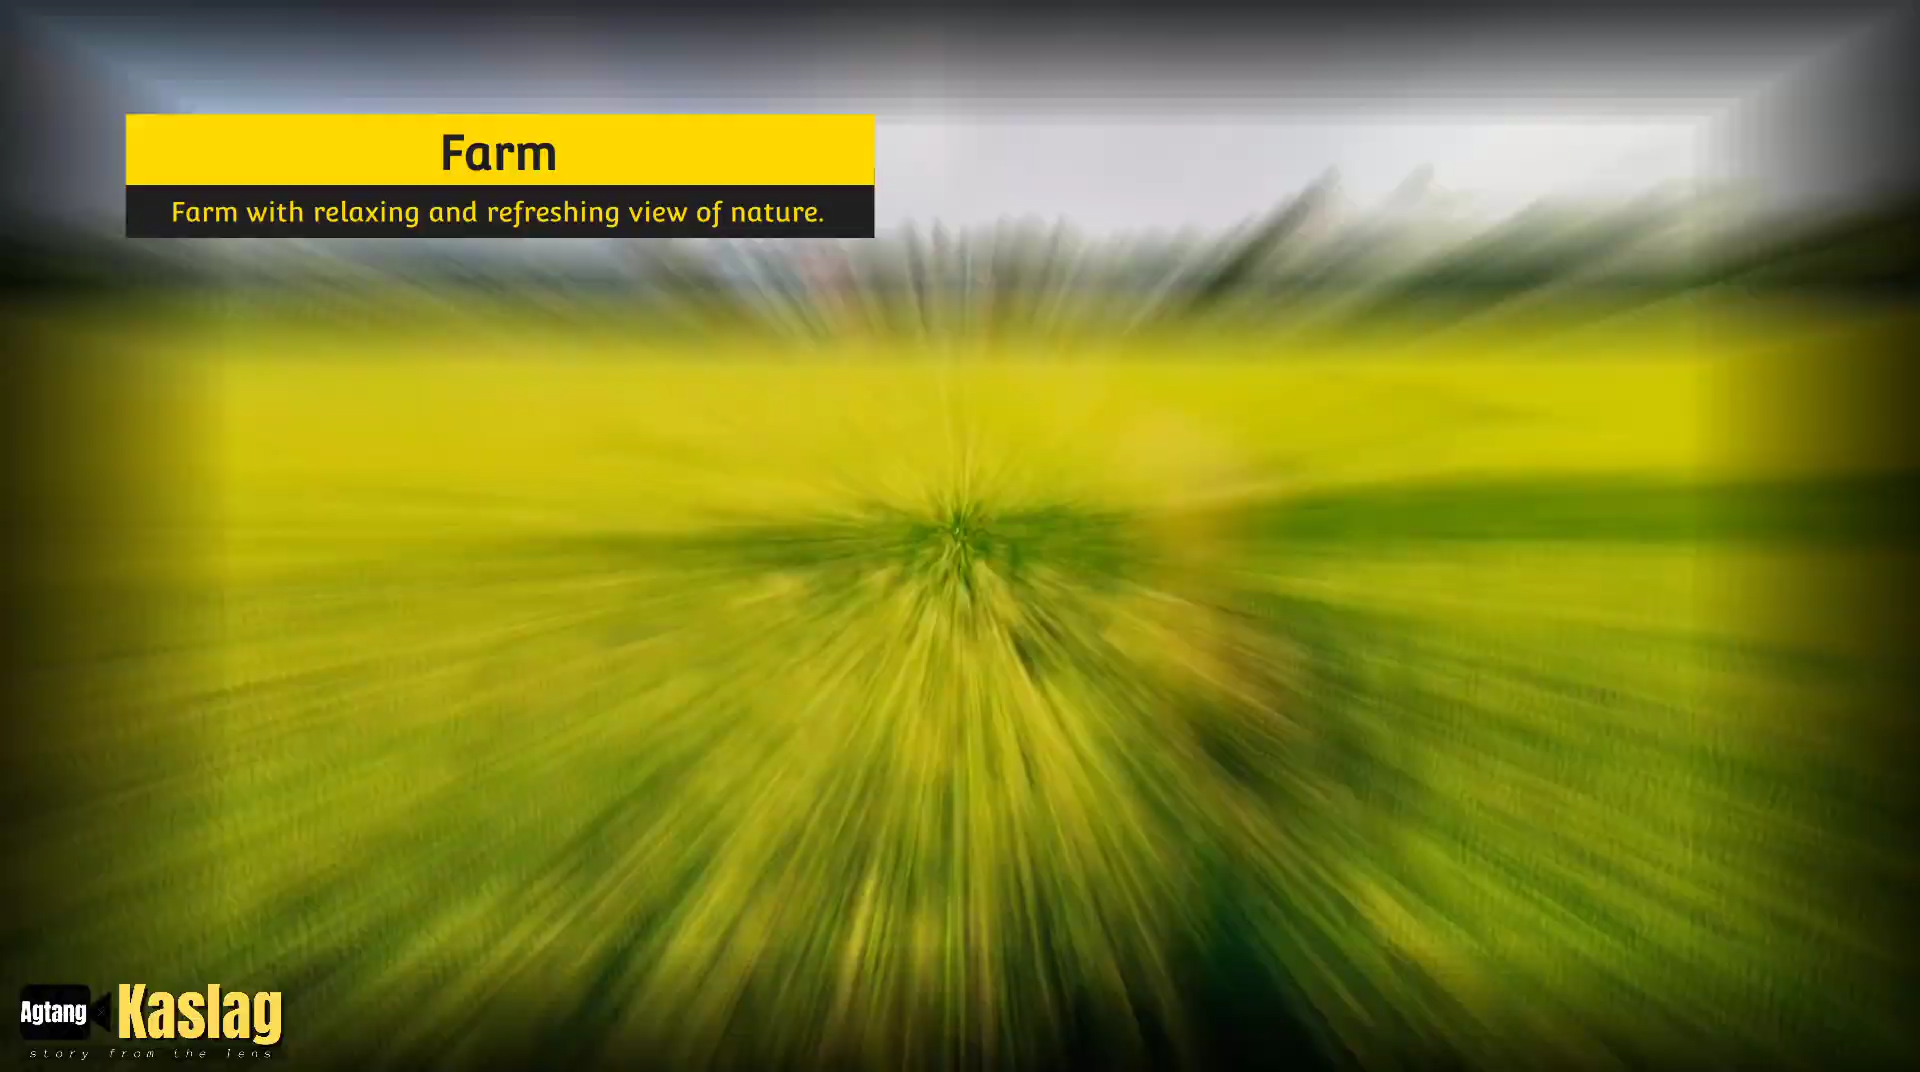 Farm
Farm with relaxing and refreshing view of nature.
Agtang
Kaslag
story from the lens